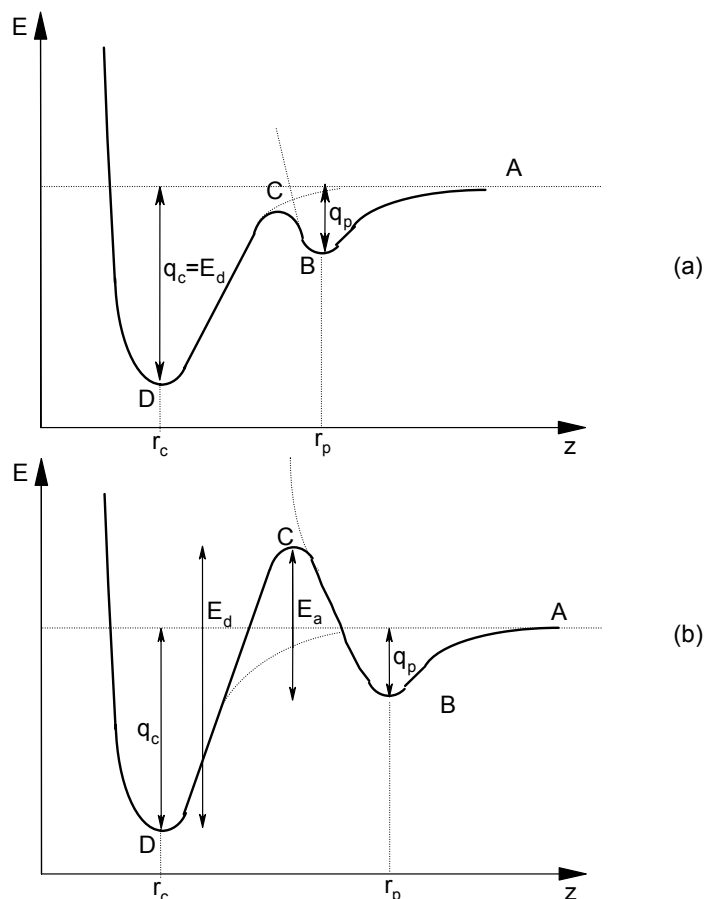 E
A
C
q_p
B
(a)
q_c=E_d
D
r_c
r_p
z
E
C
A
E_d
E_a
(b)
q_p
B
q_c
D
r_c
r_p
z